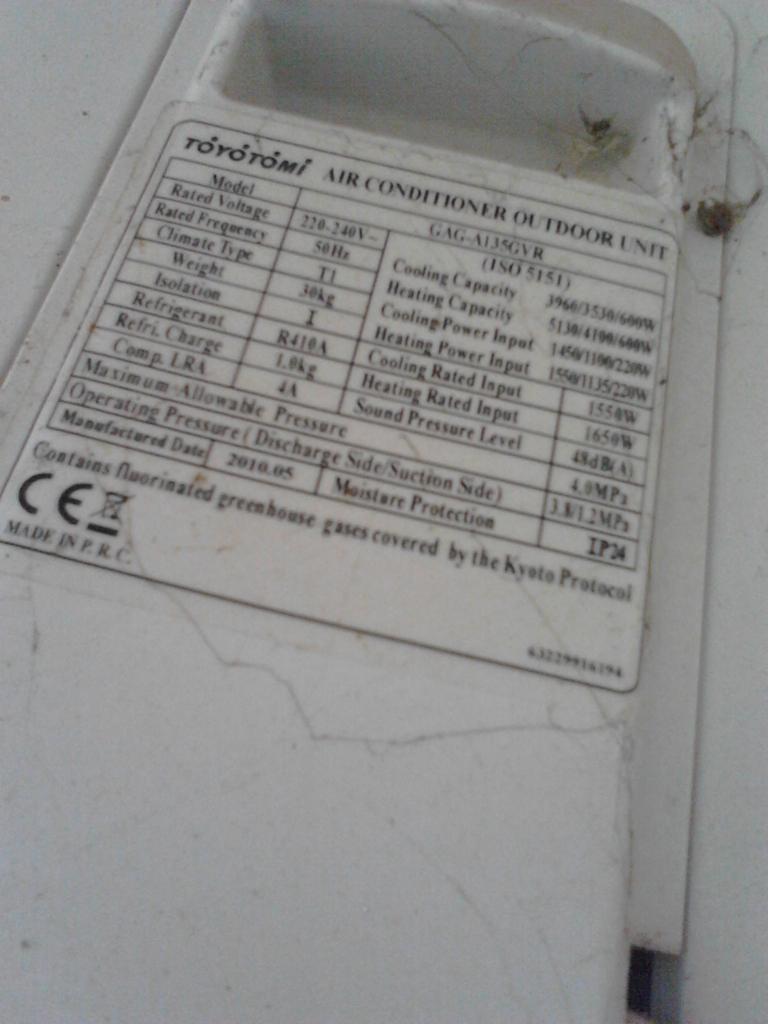 TOYOTOMI AIR CONDITIONER OUTDOOR UNIT
Model GAG-A135GVR
Rated Voltage 220-240V~ (ISO 5151)
Rated Frequency 50Hz Cooling Capacity 3960/3530/600W
Climate Type T1 Heating Capacity 5130/4100/600W
Weight 30kg Cooling Power Input 1450/1100/220W
Isolation I Heating Power Input 1550/1135/220W
Refrigerant R410A Cooling Rated Input 1550W
Refri. Charge 1.0kg Heating Rated Input 1650W
Comp. LRA 4A Sound Pressure Level 48dB(A)
Maximum Allowable Pressure 4.0MPa
Operating Pressure ( Discharge Side/Suction Side) 3.8/1.2MPa
Manufactured Date 2010.05 Moisture Protection IP24
Contains fluorinated greenhouse gases covered by the Kyoto Protocol
CE
MADE IN P. R. C.
63229916194